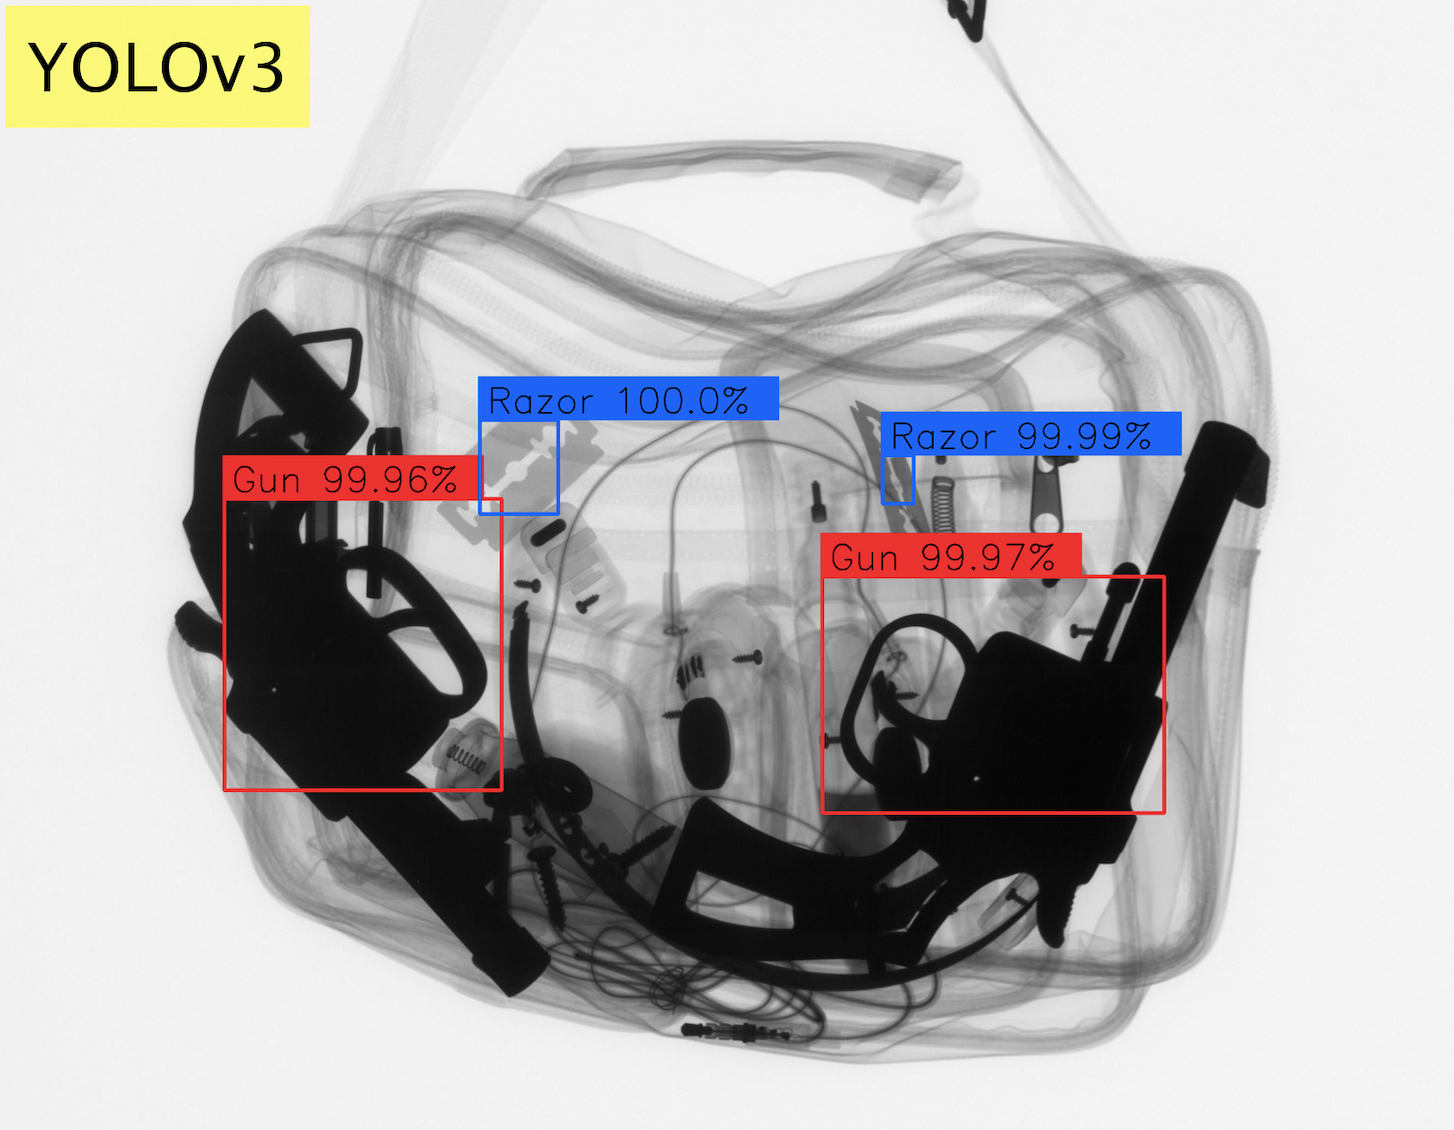 YOLOv3
Razor 100.0%
Razor 99.99%
Gun 99.96%
Gun 99.97%